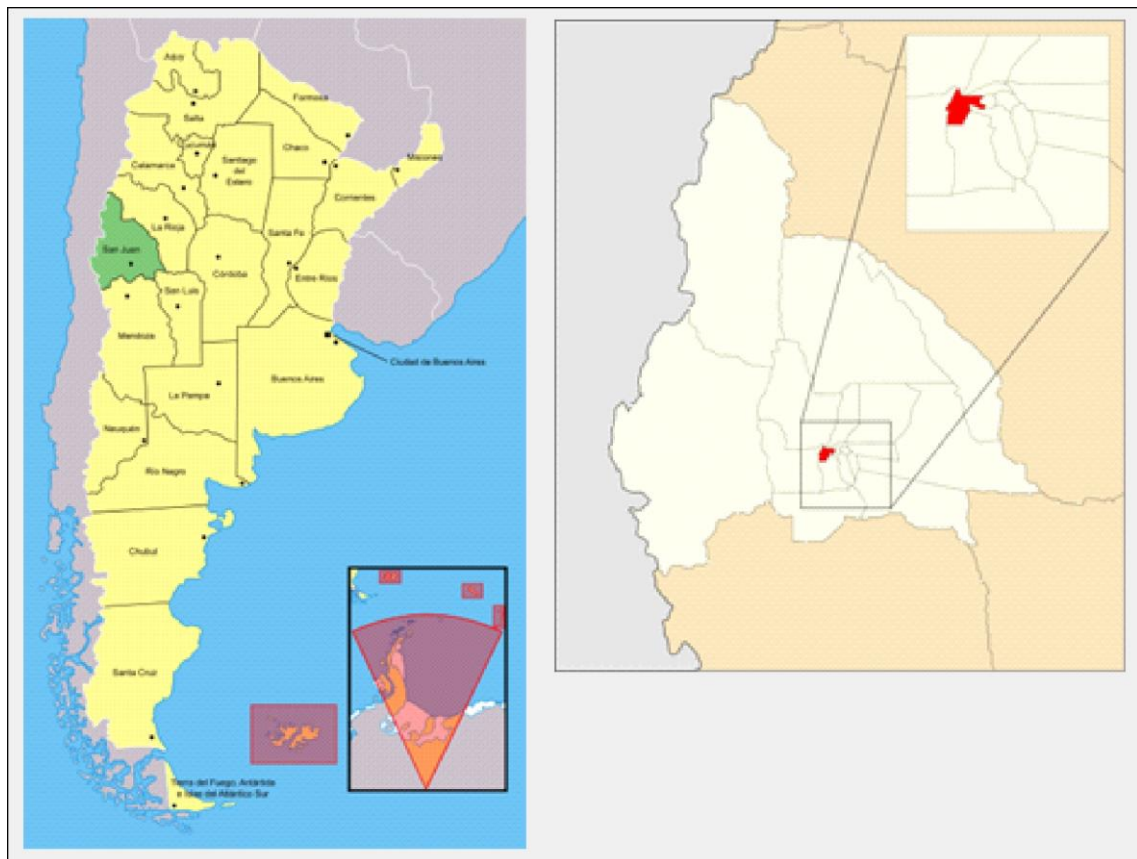 Jujuy
Salta
Formosa
Tucumán
Chaco
Misiones
Catamarca
Santiago
del
Estero
Corrientes
La Rioja
Santa Fe
San Juan
Córdoba
Entre Ríos
San Luis
Mendoza
Ciudad de Buenos Aires
Buenos Aires
La Pampa
Neuquén
Río Negro
Chubut
Santa Cruz
Tierra del Fuego, Antártida
e Islas del Atlántico Sur